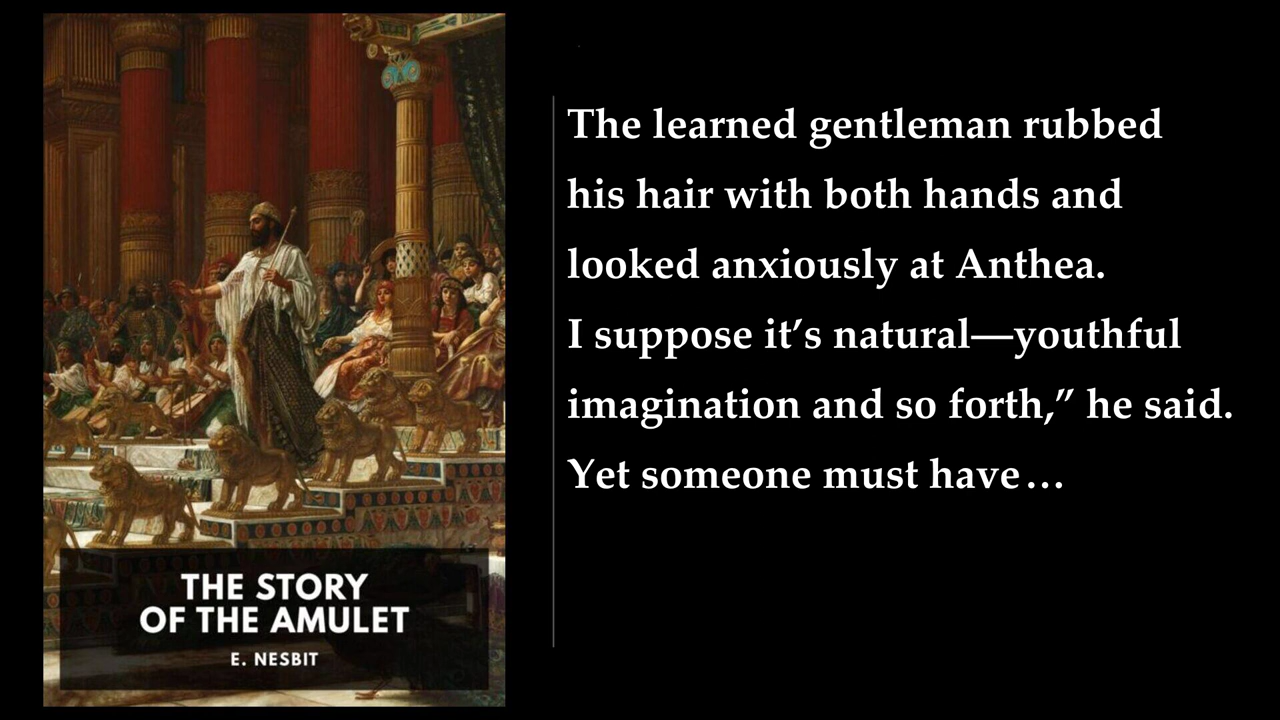 THE STORY
OF THE AMULET
E. NESBIT
The learned gentleman rubbed
his hair with both hands and
looked anxiously at Anthea.
I suppose it’s natural—youthful
imagination and so forth,” he said.
Yet someone must have…